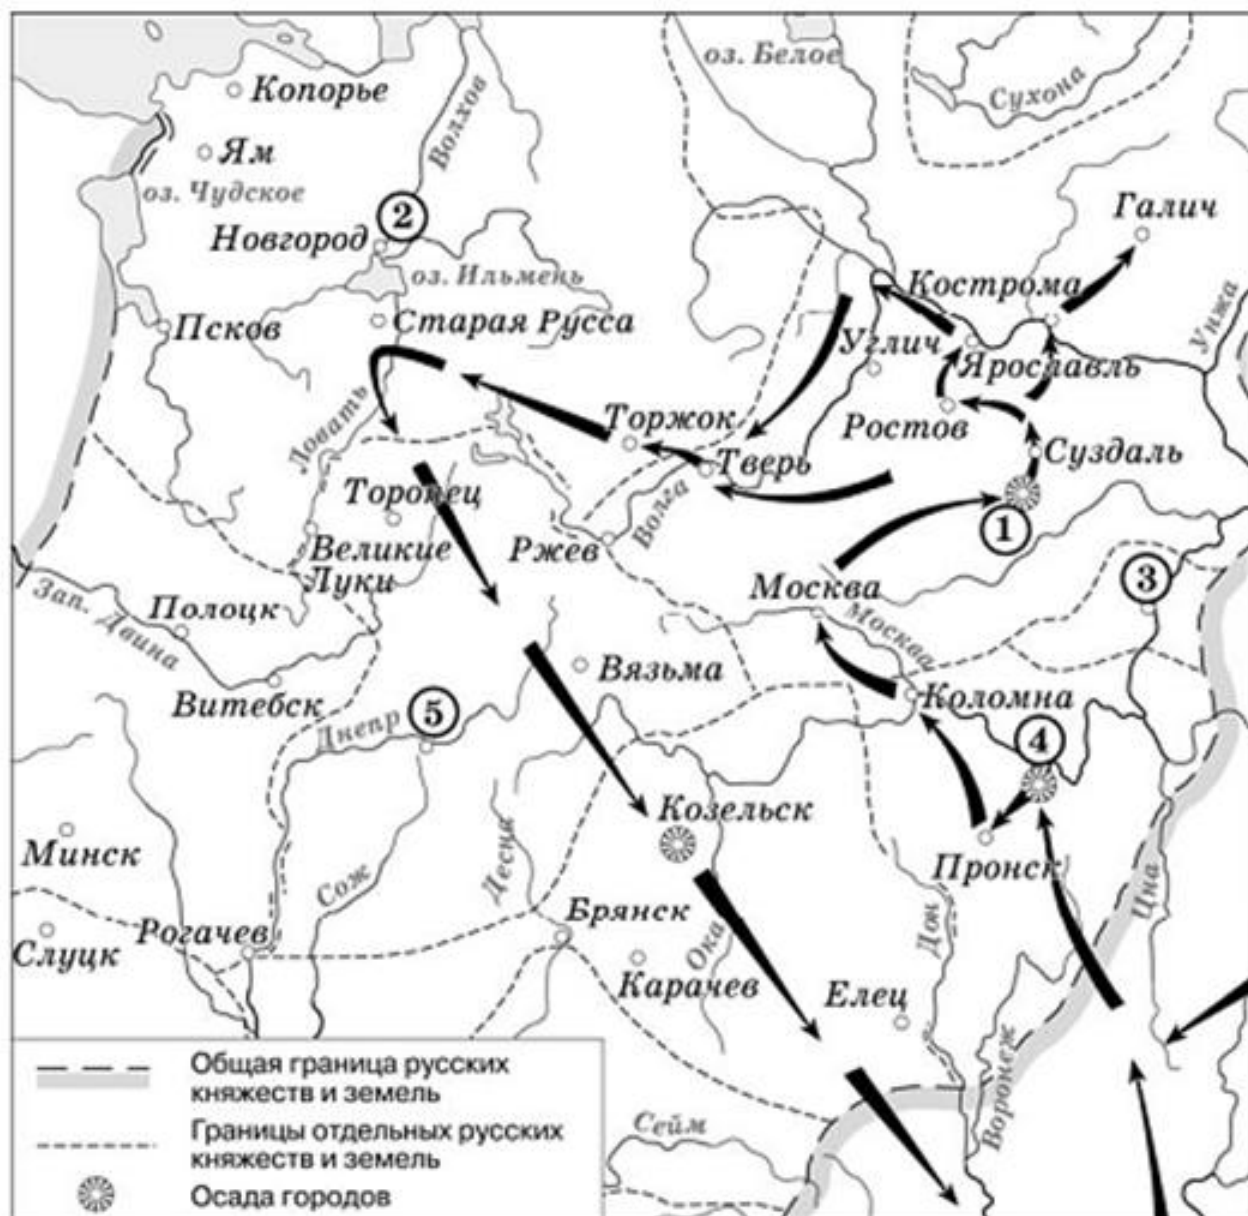 оз. Белое
Сухона
Копорье
Волхов
Ям
оз. Чудское
2
Галич
Новгород
оз. Ильмень
Кострома
Унжа
Псков
Старая Русса
Углич
Ярославль
Ловать
Торжок
Ростов
Суздаль
Тверь
Торопец
Волга
1
Великие
Луки
Ржев
Москва
3
Зап. Двина
Полоцк
Москва
Вязьма
Витебск
Коломна
Днепр
5
4
Козельск
Минск
Десна
Пронск
Сож
Цна
Брянск
Рогачев
Ока
Дон
Слуцк
Карачев
Елец
Воронеж
Сейм
Общая граница русских
княжеств и земель
Границы отдельных русских
княжеств и земель
Осада городов